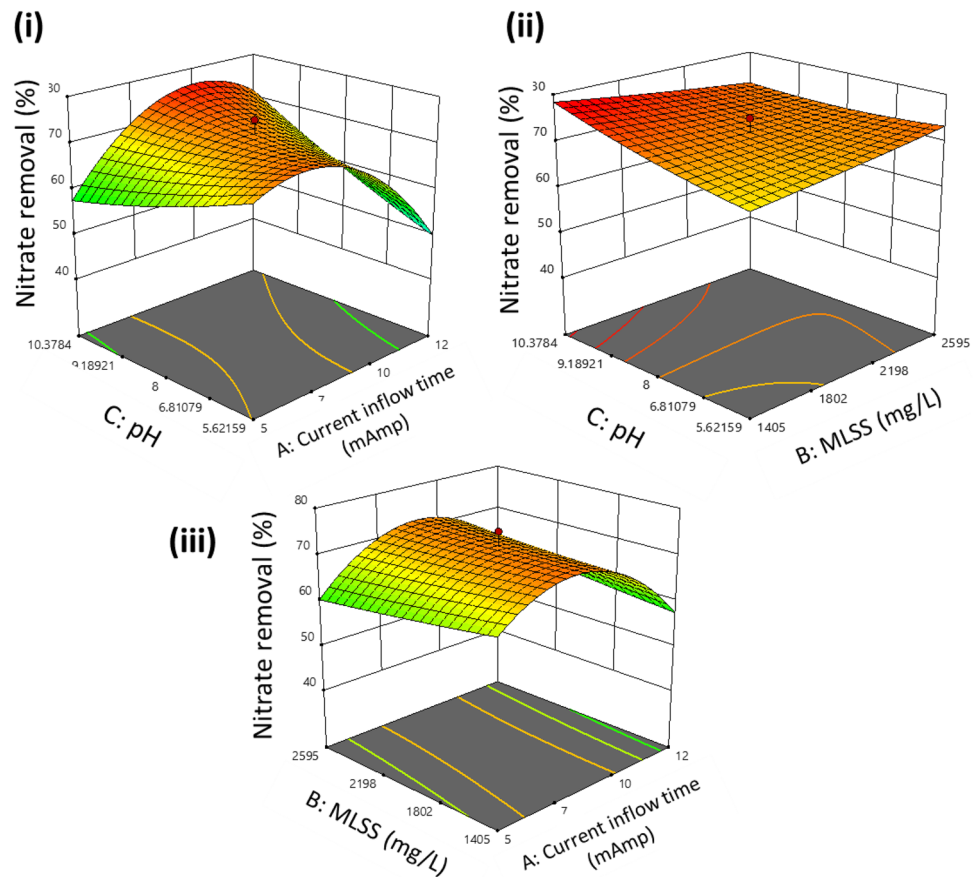 (i)
Nitrate removal (%)
30
70
60
50
40
10.3784
9.18921
8
6.81079
5.62159
C: pH
5
7
10
12
A: Current inflow time
(mAmp)
(ii)
Nitrate removal (%)
30
70
60
50
40
10.3784
9.18921
8
6.81079
5.62159
C: pH
1405
1802
2198
2595
B: MLSS (mg/L)
(iii)
Nitrate removal (%)
80
70
60
50
40
2595
2198
1802
1405
B: MLSS (mg/L)
5
7
10
12
A: Current inflow time
(mAmp)